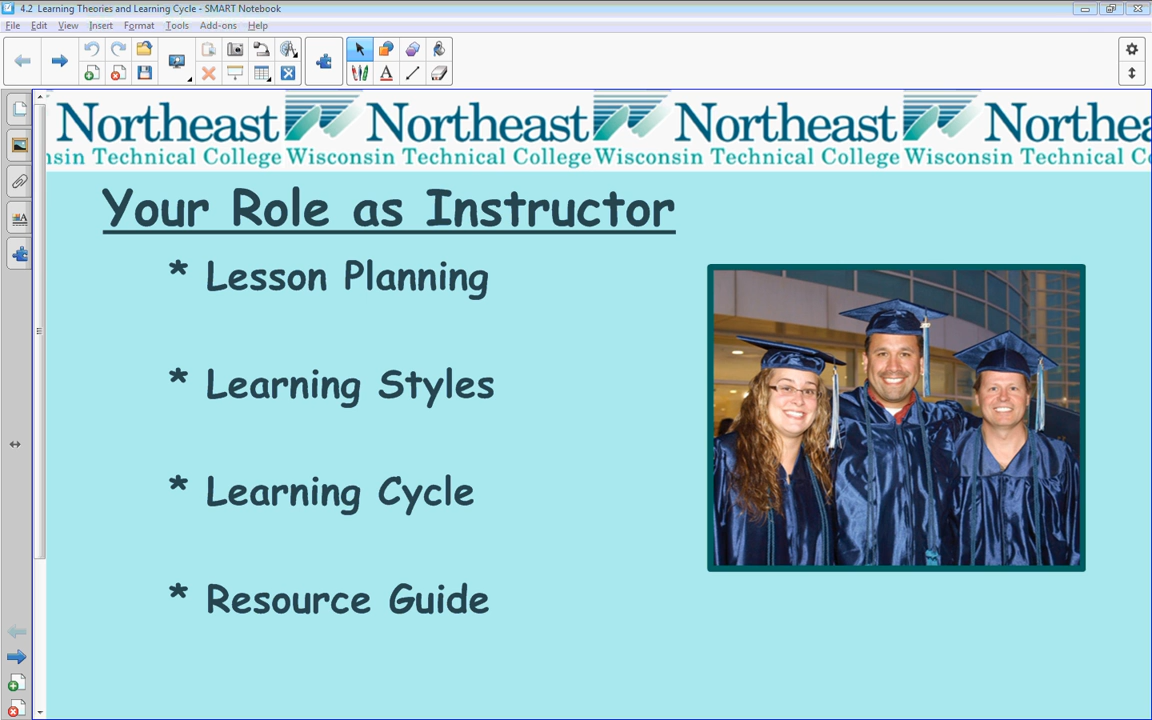 4.2 Learning Theories and Learning Cycle - SMART Notebook
File Edit View Insert Format Tools Add-ons Help
Northeast Northeast Northeast Northea
nsin Technical College Wisconsin Technical College Wisconsin Technical College Wisconsin Technical C
Your Role as Instructor
* Lesson Planning
* Learning Styles
* Learning Cycle
* Resource Guide